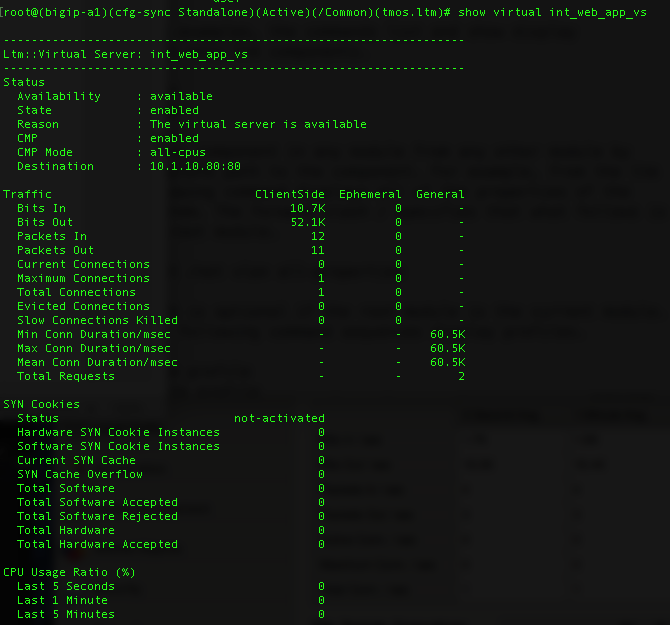 [root@(bigip-a1)(cfg-sync Standalone)(Active)(/Common)(tmos.ltm)# show virtual int_web_app_vs
------------------------------------------------------------------
Ltm::Virtual Server: int_web_app_vs
------------------------------------------------------------------
Status
  Availability     : available
  State            : enabled
  Reason           : The virtual server is available
  CMP              : enabled
  CMP Mode         : all-cpus
  Destination      : 10.1.10.80:80
Traffic                             ClientSide  Ephemeral  General
  Bits In                                10.7K          0        -
  Bits Out                               52.1K          0        -
  Packets In                                12          0        -
  Packets Out                               11          0        -
  Current Connections                        0          0        -
  Maximum Connections                        1          0        -
  Total Connections                          1          0        -
  Evicted Connections                        0          0        -
  Slow Connections Killed                    0          0        -
  Min Conn Duration/msec                     -          -    60.5K
  Max Conn Duration/msec                     -          -    60.5K
  Mean Conn Duration/msec                    -          -    60.5K
  Total Requests                             -          -        2
SYN Cookies
  Status                         not-activated
  Hardware SYN Cookie Instances              0
  Software SYN Cookie Instances              0
  Current SYN Cache                          0
  SYN Cache Overflow                         0
  Total Software                             0
  Total Software Accepted                    0
  Total Software Rejected                    0
  Total Hardware                             0
  Total Hardware Accepted                    0
CPU Usage Ratio (%)
  Last 5 Seconds                             0
  Last 1 Minute                              0
  Last 5 Minutes                             0